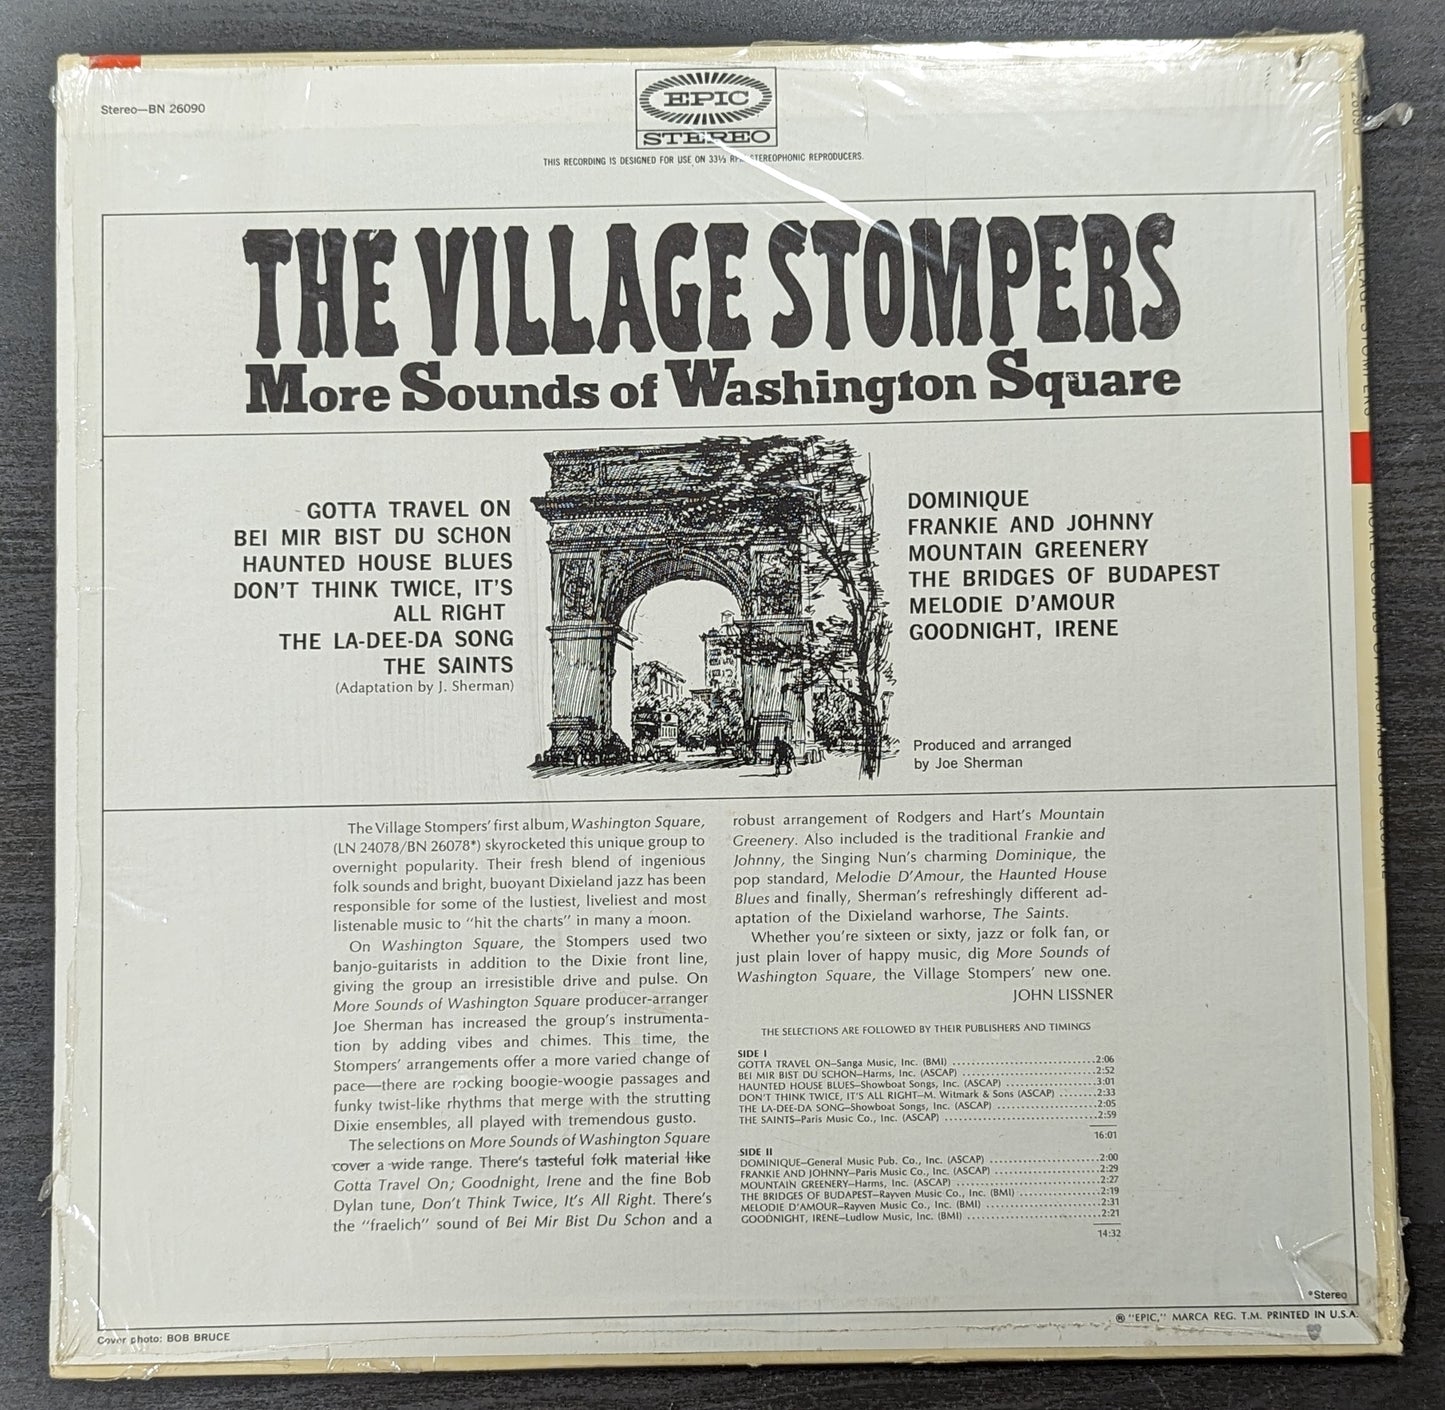 Stereo—BN 26090
EPIC
STEREO
THIS RECORDING IS DESIGNED FOR USE ON 33⅓ RPM STEREOPHONIC REPRODUCERS.
THE VILLAGE STOMPERS
More Sounds of Washington Square
GOTTA TRAVEL ON
BEI MIR BIST DU SCHON
HAUNTED HOUSE BLUES
DON'T THINK TWICE, IT'S
ALL RIGHT
THE LA-DEE-DA SONG
THE SAINTS
(Adaptation by J. Sherman)
DOMINIQUE
FRANKIE AND JOHNNY
MOUNTAIN GREENERY
THE BRIDGES OF BUDAPEST
MELODIE D'AMOUR
GOODNIGHT, IRENE
Produced and arranged
by Joe Sherman
The Village Stompers' first album, Washington Square,
(LN 24078/BN 26078*) skyrocketed this unique group to
overnight popularity. Their fresh blend of ingenious
folk sounds and bright, buoyant Dixieland jazz has been
responsible for some of the lustiest, liveliest and most
listenable music to "hit the charts" in many a moon.
On Washington Square, the Stompers used two
banjo-guitarists in addition to the Dixie front line,
giving the group an irresistible drive and pulse. On
More Sounds of Washington Square producer-arranger
Joe Sherman has increased the group's instrumenta-
tion by adding vibes and chimes. This time, the
Stompers' arrangements offer a more varied change of
pace—there are rocking boogie-woogie passages and
funky twist-like rhythms that merge with the strutting
Dixie ensembles, all played with tremendous gusto.
The selections on More Sounds of Washington Square
cover a wide range. There's tasteful folk material like
Gotta Travel On; Goodnight, Irene and the fine Bob
Dylan tune, Don't Think Twice, It's All Right. There's
the "fraelich" sound of Bei Mir Bist Du Schon and a
robust arrangement of Rodgers and Hart's Mountain
Greenery. Also included is the traditional Frankie and
Johnny, the Singing Nun's charming Dominique, the
pop standard, Melodie D'Amour, the Haunted House
Blues and finally, Sherman's refreshingly different ad-
aptation of the Dixieland warhorse, The Saints.
Whether you're sixteen or sixty, jazz or folk fan, or
just plain lover of happy music, dig More Sounds of
Washington Square, the Village Stompers' new one.
JOHN LISSNER
THE SELECTIONS ARE FOLLOWED BY THEIR PUBLISHERS AND TIMINGS
SIDE I
GOTTA TRAVEL ON—Sanga Music, Inc. (BMI) ..........2:06
BEI MIR BIST DU SCHON—Harms, Inc. (ASCAP) ..........2:52
HAUNTED HOUSE BLUES—Showboat Songs, Inc. (ASCAP) ..........3:01
DON'T THINK TWICE, IT'S ALL RIGHT—M. Witmark & Sons (ASCAP) ........2:33
THE LA-DEE-DA SONG—Showboat Songs, Inc. (ASCAP) ..........2:05
THE SAINTS—Paris Music Co., Inc. (ASCAP) ..........2:59
16:01
SIDE II
DOMINIQUE—General Music Pub. Co., Inc. (ASCAP) ..........2:00
FRANKIE AND JOHNNY—Paris Music Co., Inc. (ASCAP) ..........2:29
MOUNTAIN GREENERY—Harms, Inc. (ASCAP) ..........2:27
THE BRIDGES OF BUDAPEST—Rayven Music Co., Inc. (BMI) ..........2:19
MELODIE D'AMOUR—Rayven Music Co., Inc. (BMI) ..........2:31
GOODNIGHT, IRENE—Ludlow Music, Inc. (BMI) ..........2:21
14:32
*Stereo
Cover photo: BOB BRUCE
® "EPIC," MARCA REG. T.M. PRINTED IN U.S.A.
26090
THE VILLAGE STOMPERS
MORE SOUNDS OF WASHINGTON SQUARE